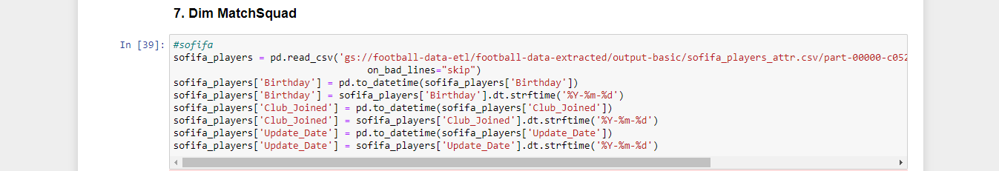 7. Dim MatchSquad
In [39]: #sofifa
sofifa_players = pd.read_csv('gs://football-data-etl/football-data-extracted/output-basic/sofifa_players_attr.csv/part-00000-c052
on_bad_lines="skip")
sofifa_players['Birthday'] = pd.to_datetime(sofifa_players['Birthday'])
sofifa_players['Birthday'] = sofifa_players['Birthday'].dt.strftime('%Y-%m-%d')
sofifa_players['Club_Joined'] = pd.to_datetime(sofifa_players['Club_Joined'])
sofifa_players['Club_Joined'] = sofifa_players['Club_Joined'].dt.strftime('%Y-%m-%d')
sofifa_players['Update_Date'] = pd.to_datetime(sofifa_players['Update_Date'])
sofifa_players['Update_Date'] = sofifa_players['Update_Date'].dt.strftime('%Y-%m-%d')